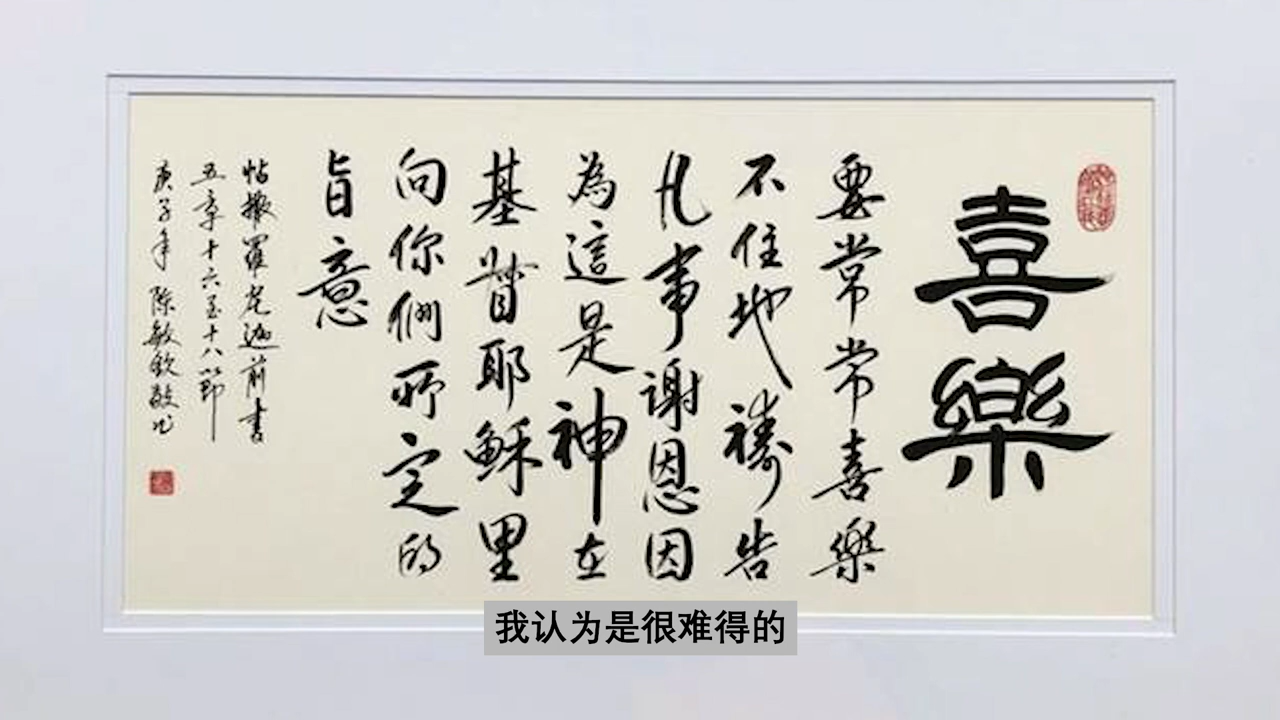 喜樂
要常常喜樂
不住地禱告
凡事謝恩因
為這是神在
基督耶穌里
向你們所定的
旨意
帖撒羅尼迦前書
五章十六至十八節
庚子年 陳敏欽敬书
我认为是很难得的